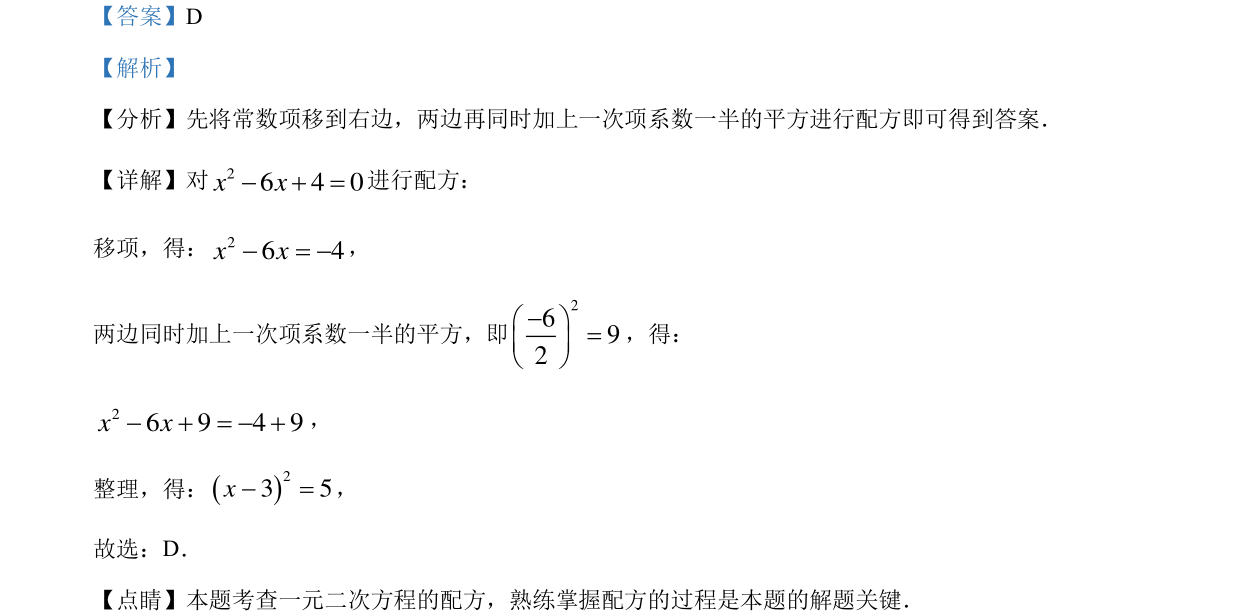 【答案】D
【解析】
【分析】先将常数项移到右边，两边再同时加上一次项系数一半的平方进行配方即可得到答案．
【详解】对 x² − 6x + 4 = 0 进行配方：
移项，得： x² − 6x = −4，
两边同时加上一次项系数一半的平方，即 (−6/2)² = 9，得：
x² − 6x + 9 = −4 + 9，
整理，得：(x − 3)² = 5，
故选：D．
【点睛】本题考查一元二次方程的配方，熟练掌握配方的过程是本题的解题关键．